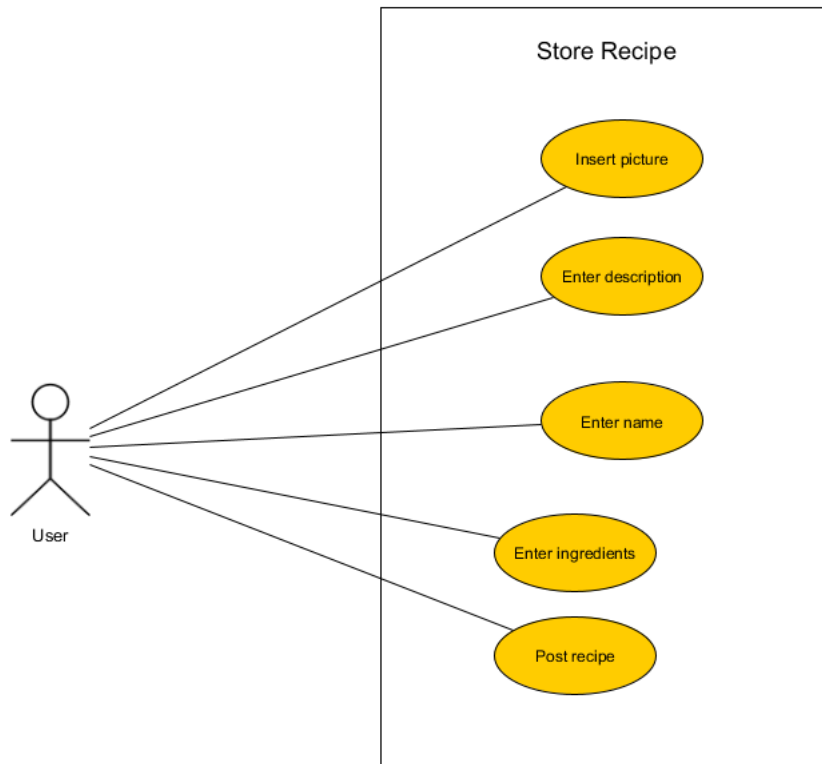 Store Recipe
Insert picture
Enter description
Enter name
Enter ingredients
User
Post recipe